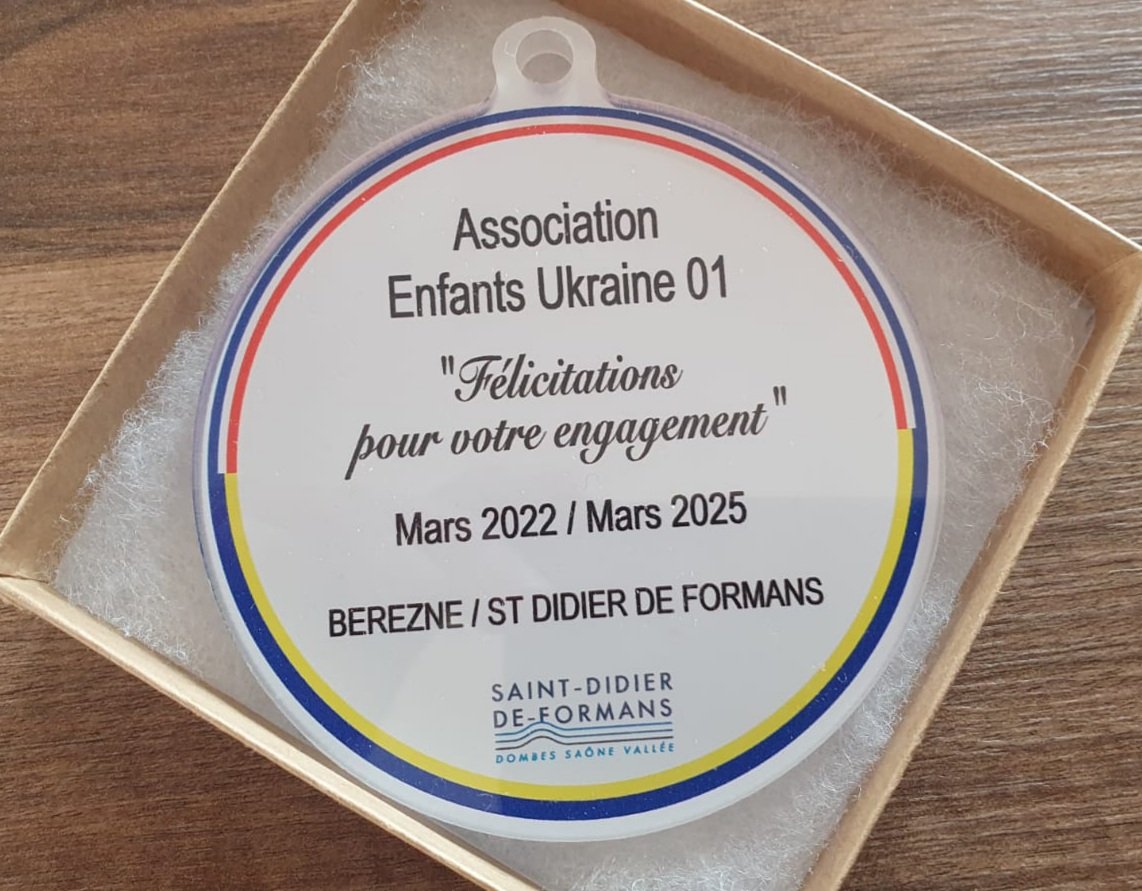 Association
Enfants Ukraine 01
"Félicitations
pour votre engagement"
Mars 2022 / Mars 2025
BEREZNE / ST DIDIER DE FORMANS
SAINT-DIDIER
DE-FORMANS
DOMBES SAÔNE VALLÉE